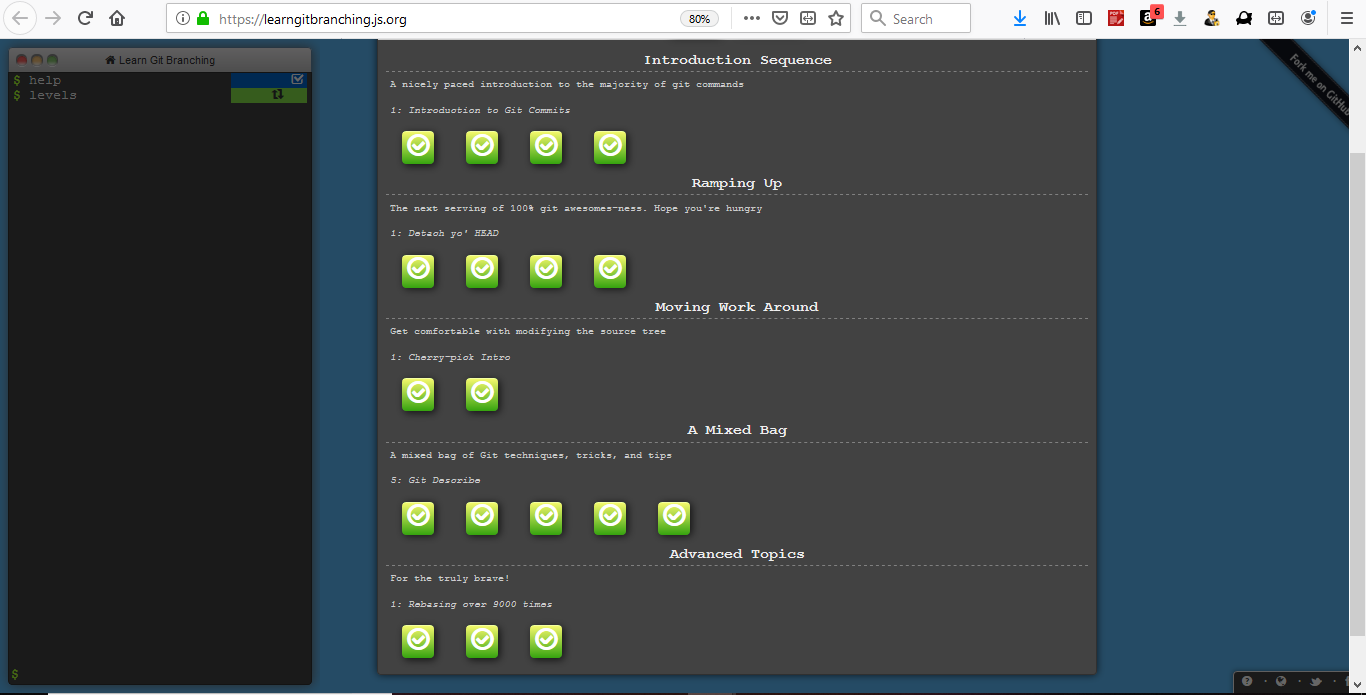 https://learngitbranching.js.org
80%
Search
6
Learn Git Branching
$ help
$ levels
$
Introduction Sequence
A nicely paced introduction to the majority of git commands
1: Introduction to Git Commits
Ramping Up
The next serving of 100% git awesomes-ness. Hope you're hungry
1: Detach yo' HEAD
Moving Work Around
Get comfortable with modifying the source tree
1: Cherry-pick Intro
A Mixed Bag
A mixed bag of Git techniques, tricks, and tips
5: Git Describe
Advanced Topics
For the truly brave!
1: Rebasing over 9000 times
Fork me on GitHub